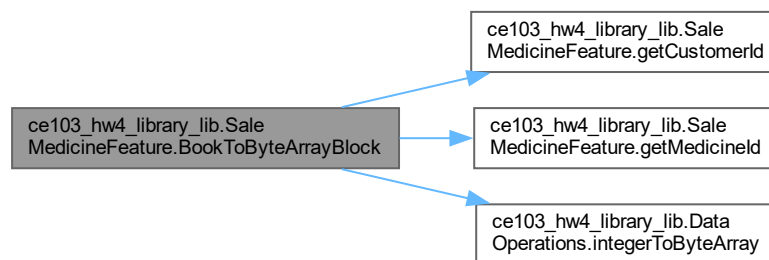 ce103_hw4_library_lib.Sale
MedicineFeature.BookToByteArrayBlock
ce103_hw4_library_lib.Sale
MedicineFeature.getCustomerId
ce103_hw4_library_lib.Sale
MedicineFeature.getMedicineId
ce103_hw4_library_lib.Data
Operations.integerToByteArray